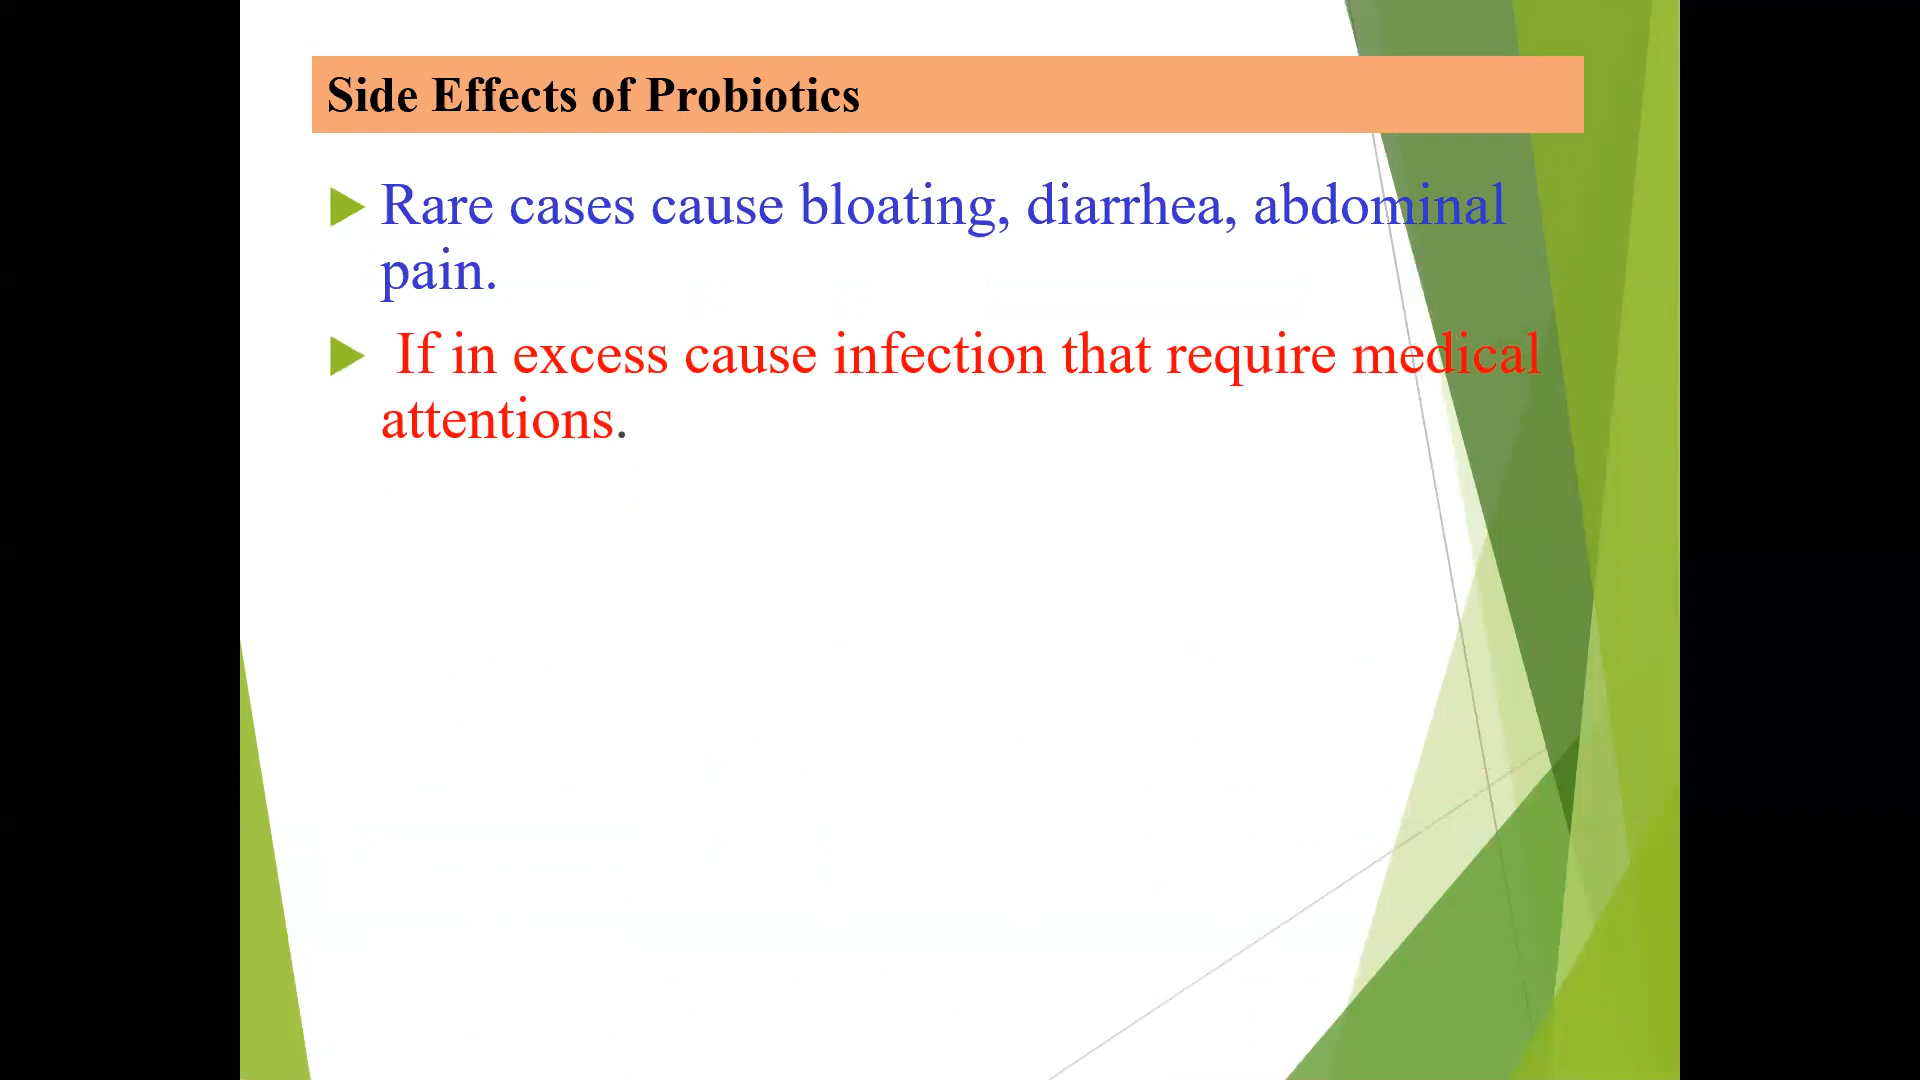 Side Effects of Probiotics
Rare cases cause bloating, diarrhea, abdominal
pain.
If in excess cause infection that require medical
attentions.